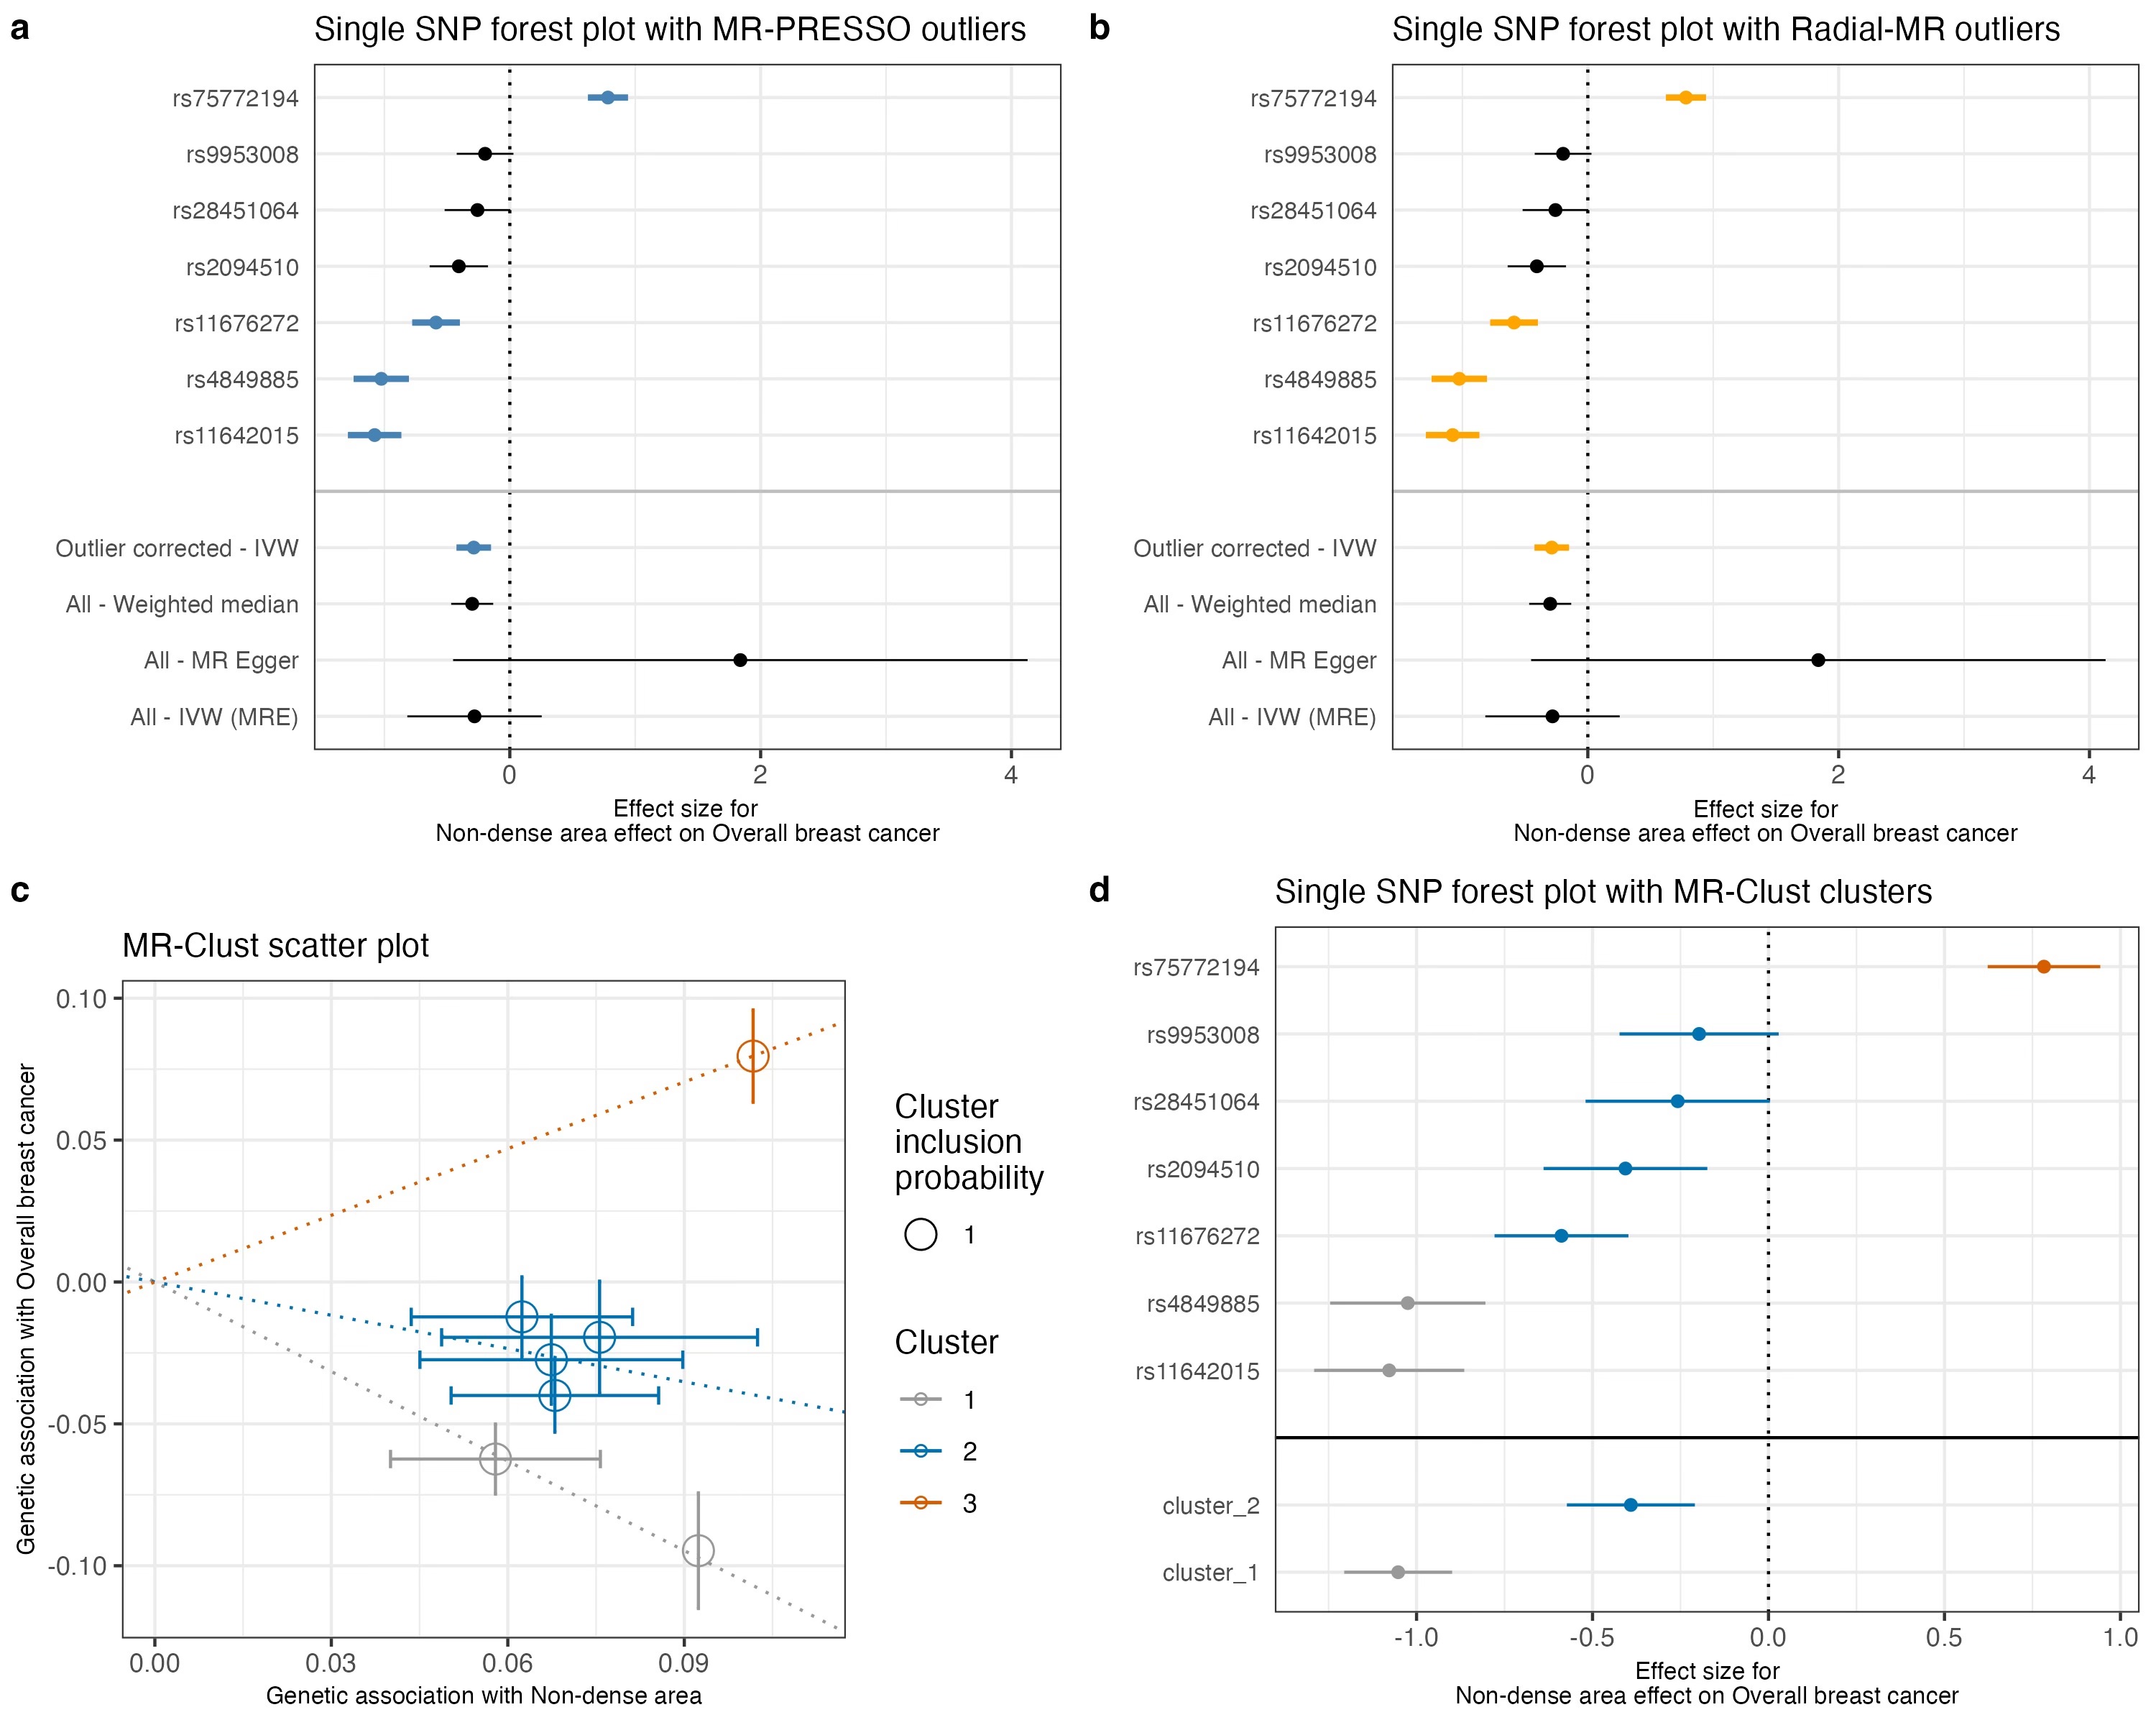 a
Single SNP forest plot with MR-PRESSO outliers
rs75772194
rs9953008
rs28451064
rs2094510
rs11676272
rs4849885
rs11642015
Outlier corrected - IVW
All - Weighted median
All - MR Egger
All - IVW (MRE)
0 2 4
Effect size for
Non-dense area effect on Overall breast cancer
b
Single SNP forest plot with Radial-MR outliers
rs75772194
rs9953008
rs28451064
rs2094510
rs11676272
rs4849885
rs11642015
Outlier corrected - IVW
All - Weighted median
All - MR Egger
All - IVW (MRE)
0 2 4
Effect size for
Non-dense area effect on Overall breast cancer
c
MR-Clust scatter plot
Genetic association with Overall breast cancer
0.10
0.05
0.00
-0.05
-0.10
0.00 0.03 0.06 0.09
Genetic association with Non-dense area
Cluster
inclusion
probability
1
Cluster
1
2
3
d
Single SNP forest plot with MR-Clust clusters
rs75772194
rs9953008
rs28451064
rs2094510
rs11676272
rs4849885
rs11642015
cluster_2
cluster_1
-1.0 -0.5 0.0 0.5 1.0
Effect size for
Non-dense area effect on Overall breast cancer